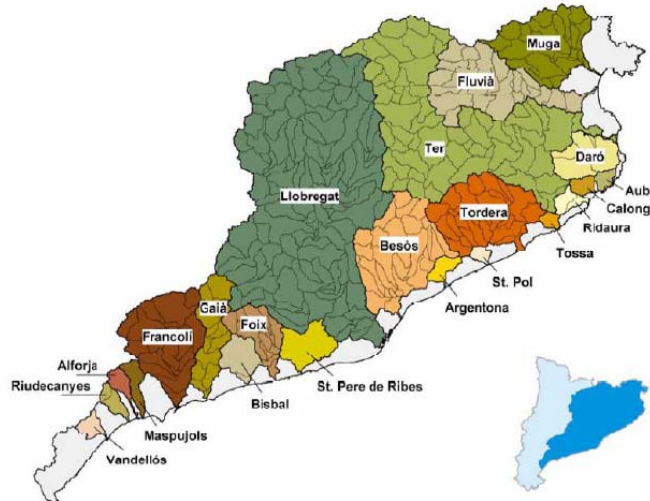 Muga
Fluvià
Ter
Daró
Aub
Llobregat
Calong
Tordera
Ridaura
Besòs
Tossa
St. Pol
Gaià
Argentona
Francolí
Foix
Alforja
Riudecanyes
St. Pere de Ribes
Bisbal
Maspujols
Vandellós